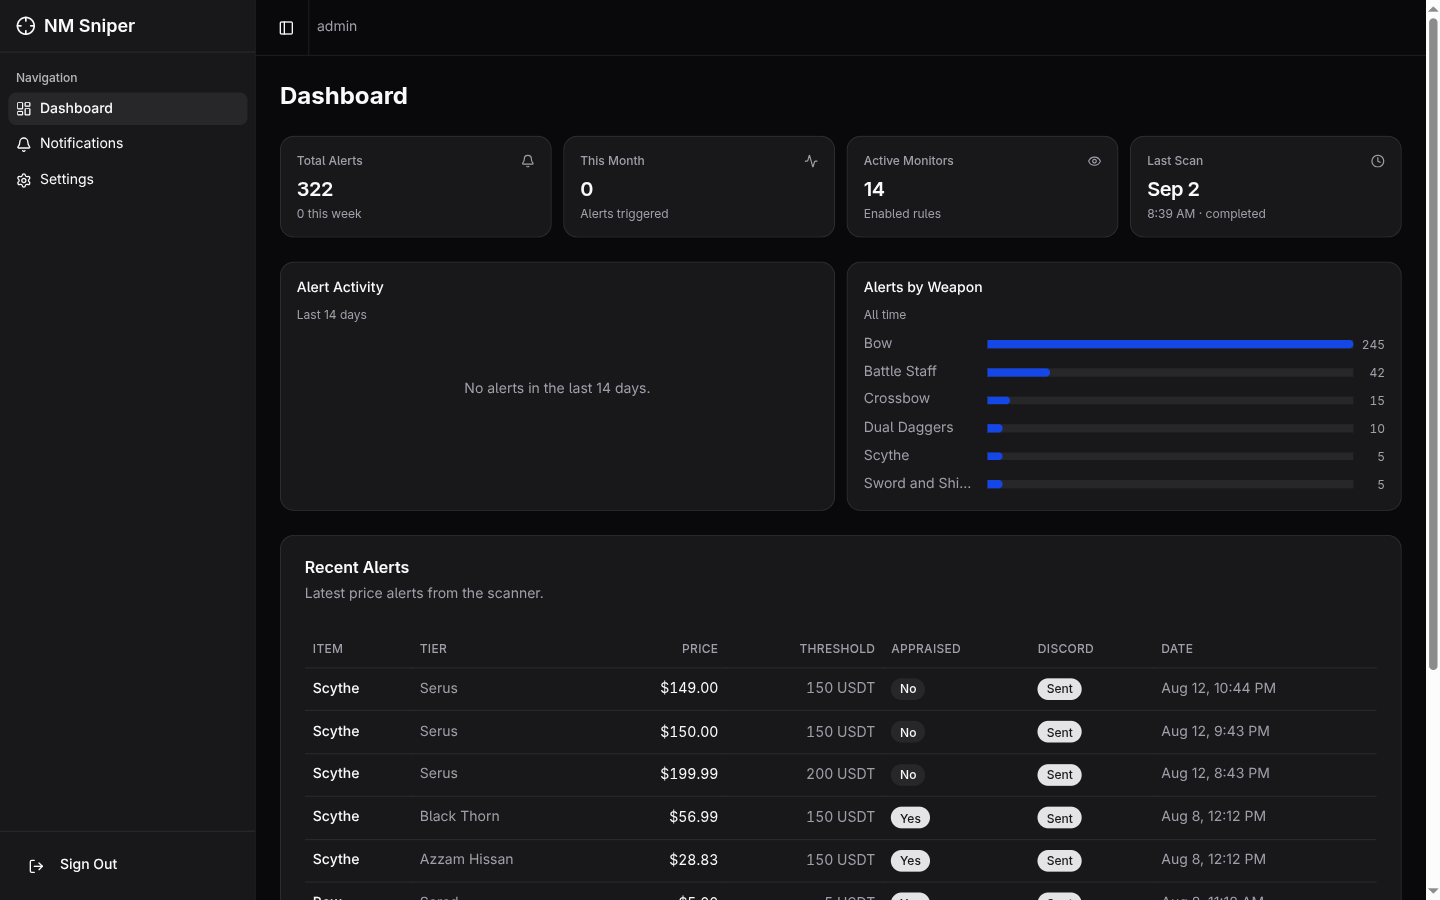 NM Sniper
admin
Navigation
Dashboard
Notifications
Settings
Sign Out
Dashboard
Total Alerts
322
0 this week
This Month
0
Alerts triggered
Active Monitors
14
Enabled rules
Last Scan
Sep 2
8:39 AM · completed
Alert Activity
Last 14 days
No alerts in the last 14 days.
Alerts by Weapon
All time
Bow 245
Battle Staff 42
Crossbow 15
Dual Daggers 10
Scythe 5
Sword and Shi... 5
Recent Alerts
Latest price alerts from the scanner.
ITEM TIER PRICE THRESHOLD APPRAISED DISCORD DATE
Scythe Serus $149.00 150 USDT No Sent Aug 12, 10:44 PM
Scythe Serus $150.00 150 USDT No Sent Aug 12, 9:43 PM
Scythe Serus $199.99 200 USDT No Sent Aug 12, 8:43 PM
Scythe Black Thorn $56.99 150 USDT Yes Sent Aug 8, 12:12 PM
Scythe Azzam Hissan $28.83 150 USDT Yes Sent Aug 8, 12:12 PM